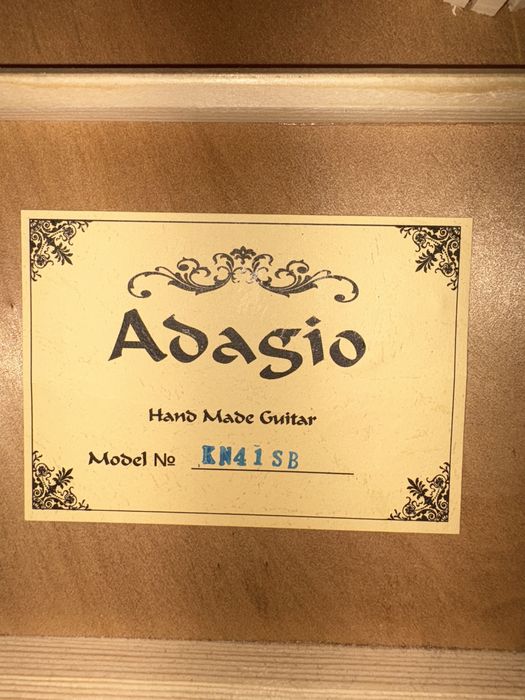 Adagio
Hand Made Guitar
Model № KN41SB